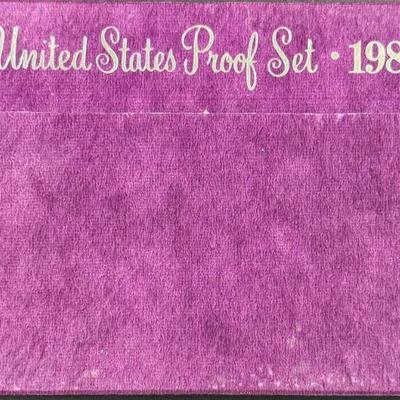 United States Proof Set · 198